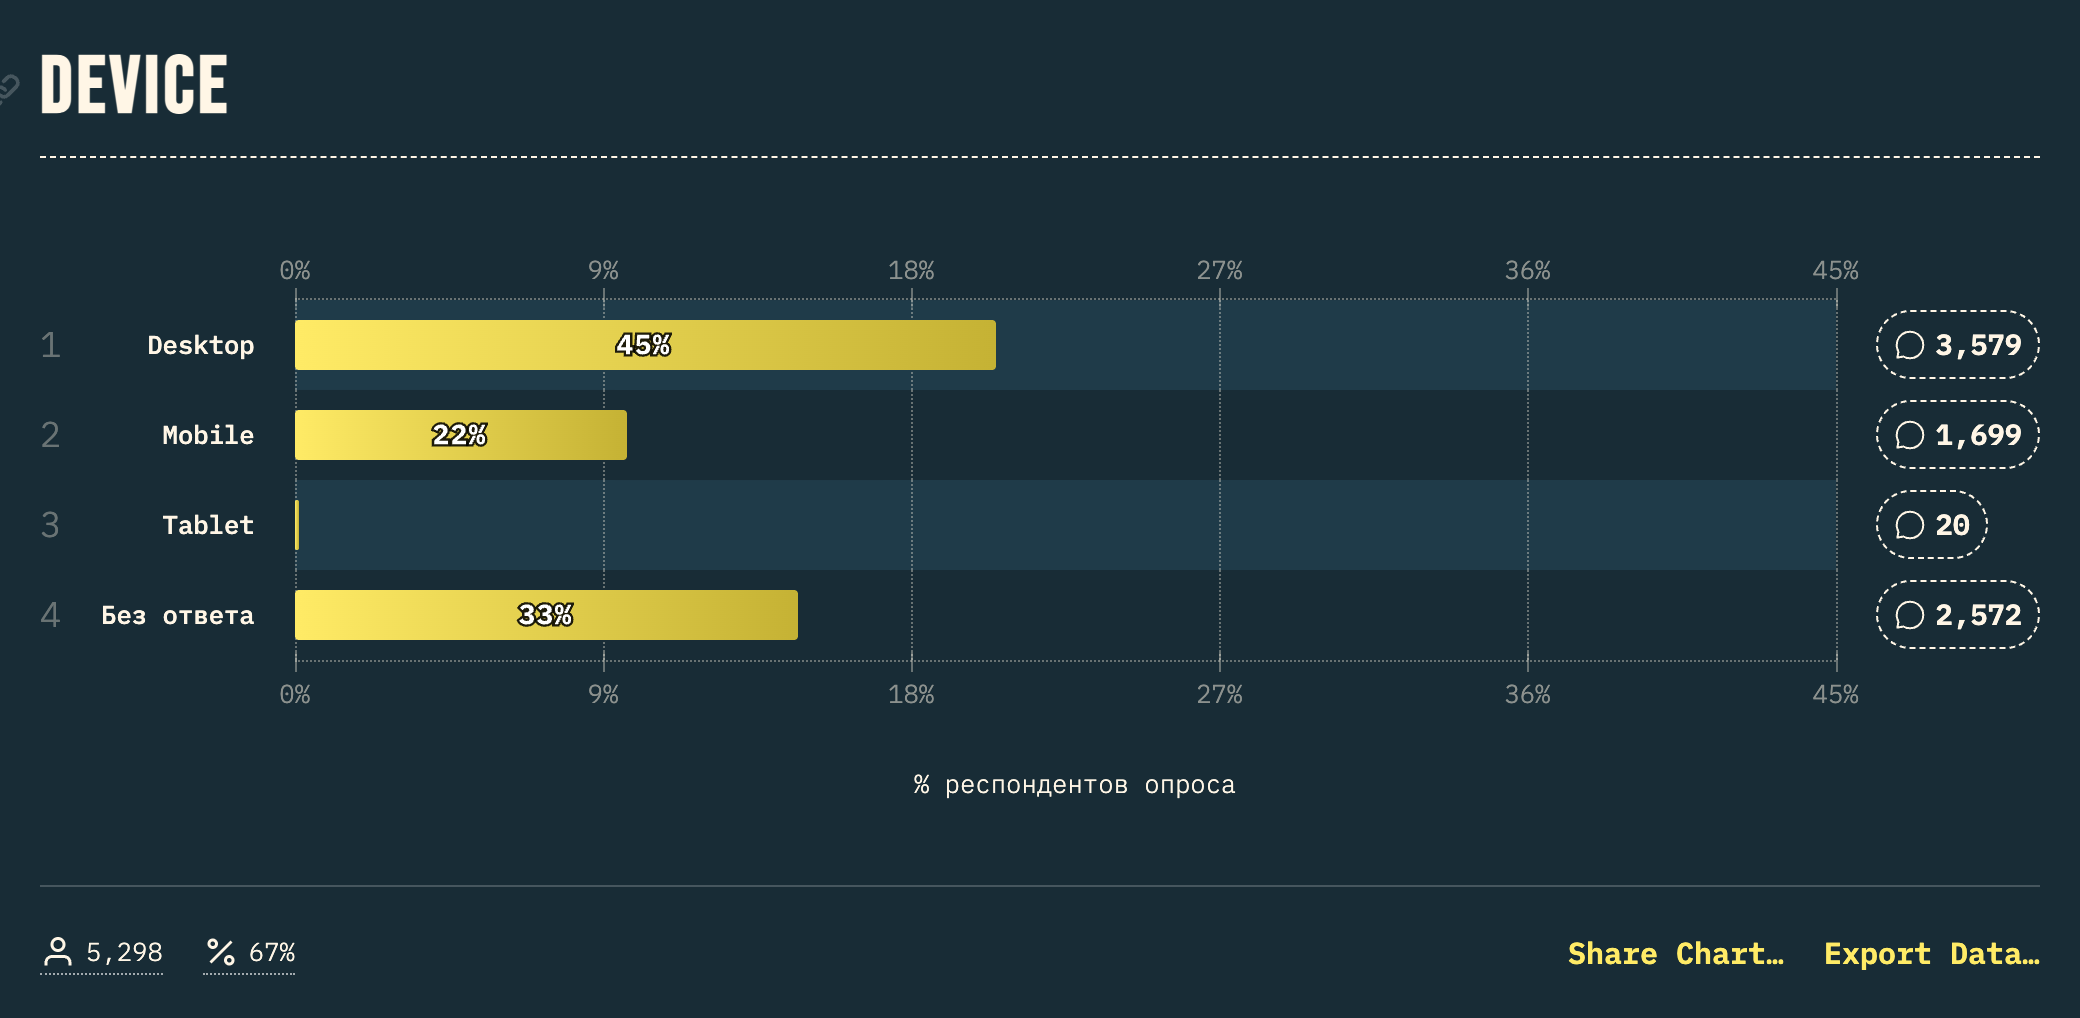 DEVICE
0% 9% 18% 27% 36% 45%
1 Desktop 45% 3,579
2 Mobile 22% 1,699
3 Tablet 20
4 Без ответа 33% 2,572
0% 9% 18% 27% 36% 45%
% респондентов опроса
5,298 67% Share Chart… Export Data…